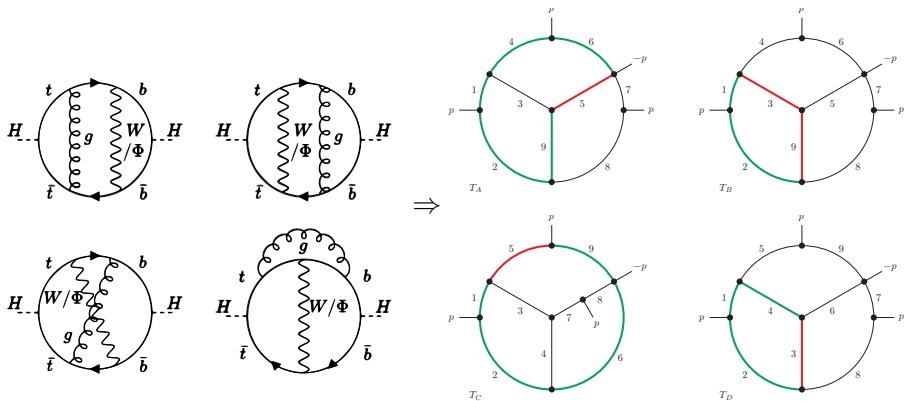 t b
H g W H
/Φ
t̄ b̄
t b
H W g H
/Φ
t̄ b̄
t b
W/Φ
H H
g
t̄ b̄
g
t b
H W/Φ H
t̄ b̄
⇒
p
4 6
−p
1 3 5 7
p p
9
2 8
T_A
p
4 6
−p
1 3 5 7
p p
9
2 8
T_B
p
5 9
−p
1 3 8
p 7 p
4
2 6
T_C
p
5 9
−p
1 4 6 7
p p
3
2 8
T_D